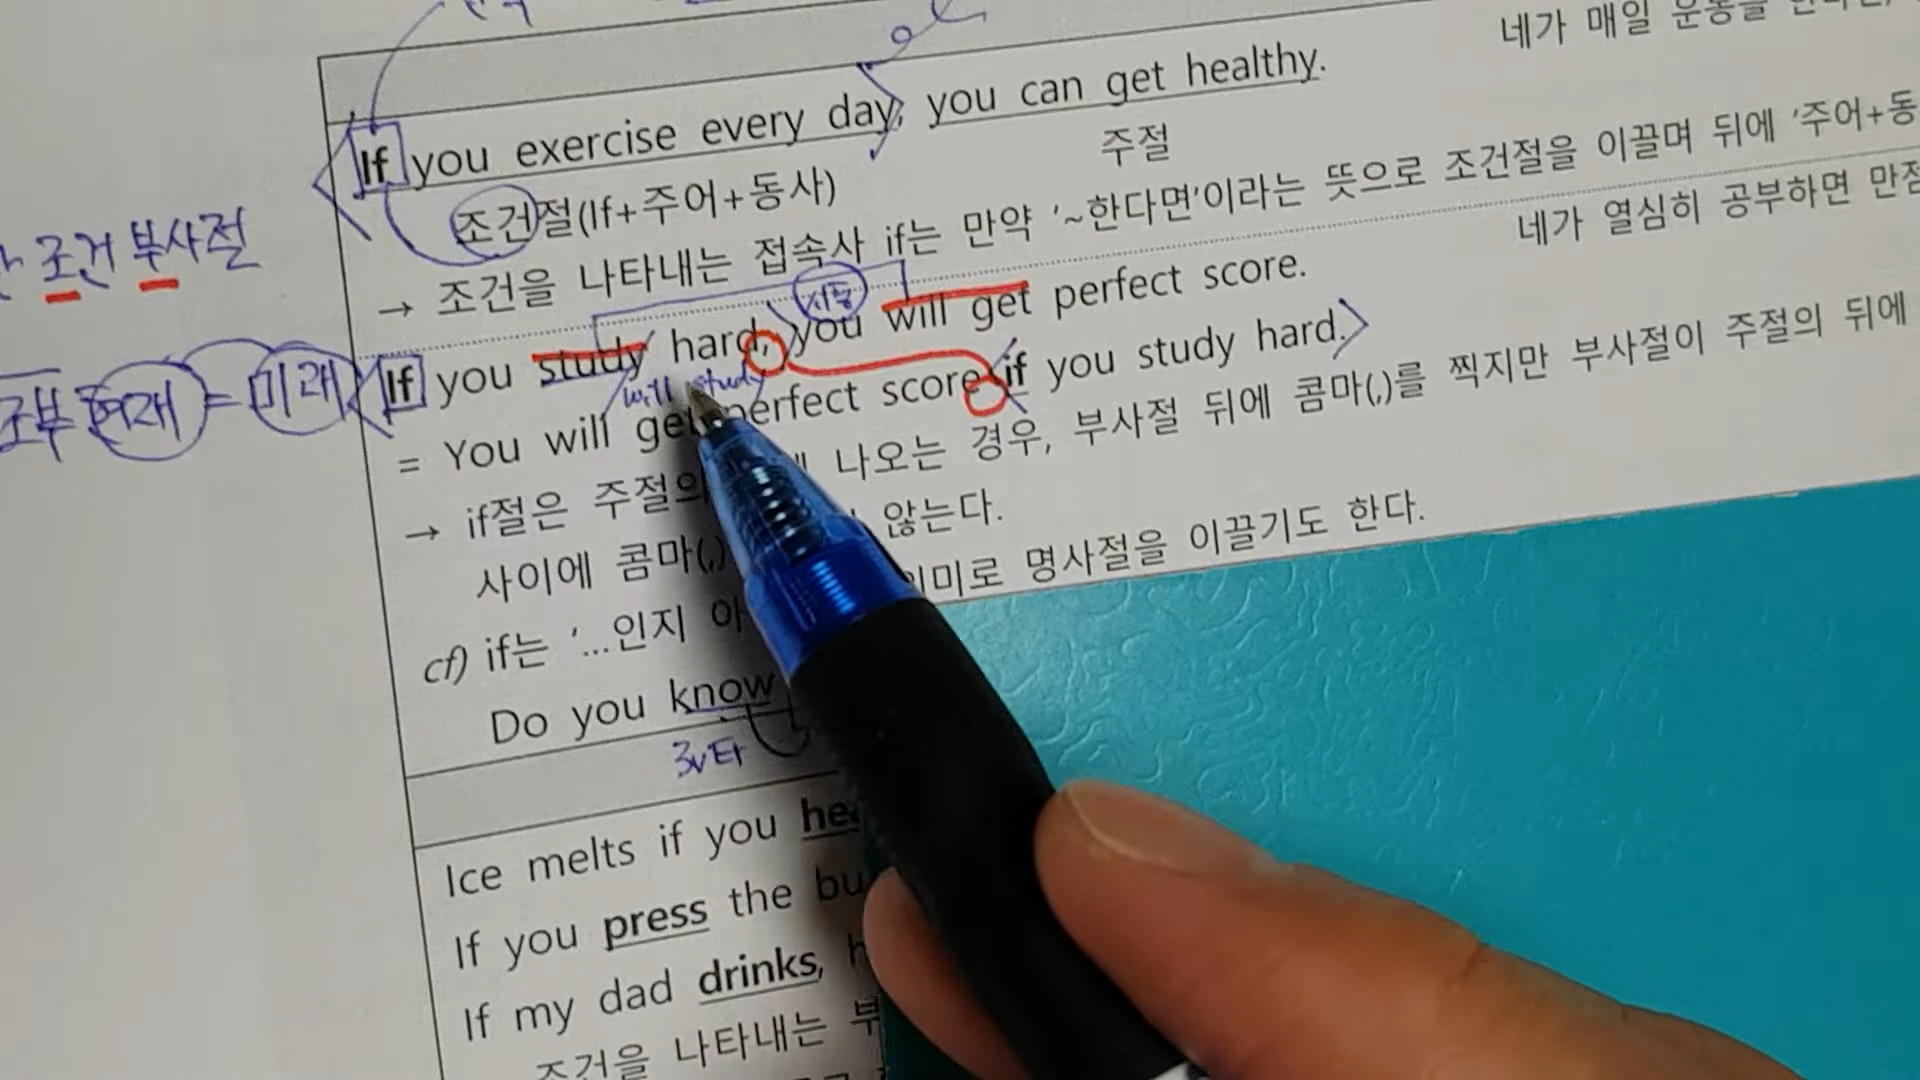 네가 매일 운동을
If you exercise every day, you can get healthy.
조건절(If+주어+동사)
주절
→ 조건을 나타내는 접속사 if는 만약 '~한다면'이라는 뜻으로 조건절을 이끌며 뒤에 '주어+동
네가 열심히 공부하면 만점
조건 부사절
현재 = 미래
If you study hard, you will get perfect score.
will study
= You will get perfect score if you study hard.
→ if절은 주절의 나오는 경우, 부사절 뒤에 콤마(,)를 찍지만 부사절이 주절의 뒤에
사이에 콤마(,) 않는다.
cf) if는 '...인지 아 의미로 명사절을 이끌기도 한다.
Do you know
Ice melts if you
If you press the
If my dad drinks,
조건을 나타내는